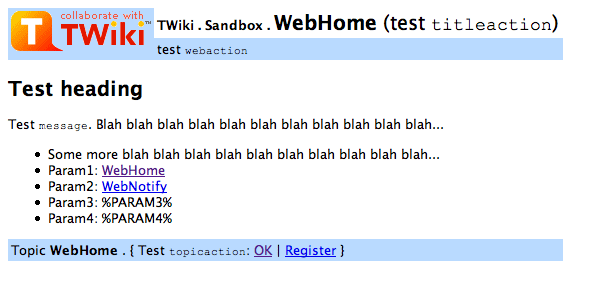 collaborate with
TWiki™
TWiki . Sandbox . WebHome (test titleaction)
test webaction
Test heading
Test message. Blah blah blah blah blah blah blah blah blah blah blah...
• Some more blah blah blah blah blah blah blah blah blah blah...
• Param1: WebHome
• Param2: WebNotify
• Param3: %PARAM3%
• Param4: %PARAM4%
Topic WebHome . { Test topicaction: OK | Register }